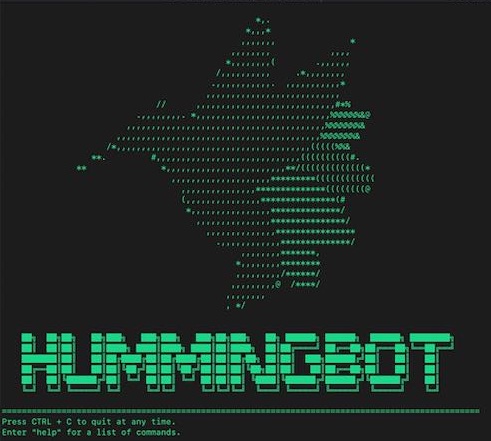 HUMMINGBOT
Press CTRL + C to quit at any time.
Enter "help" for a list of commands.